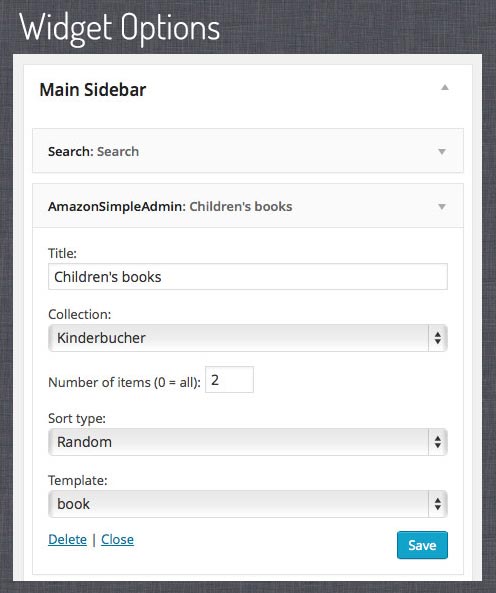 Widget Options
Main Sidebar
Search: Search
AmazonSimpleAdmin: Children's books
Title:
Children's books
Collection:
Kinderbucher
Number of items (0 = all): 2
Sort type:
Random
Template:
book
Delete | Close
Save